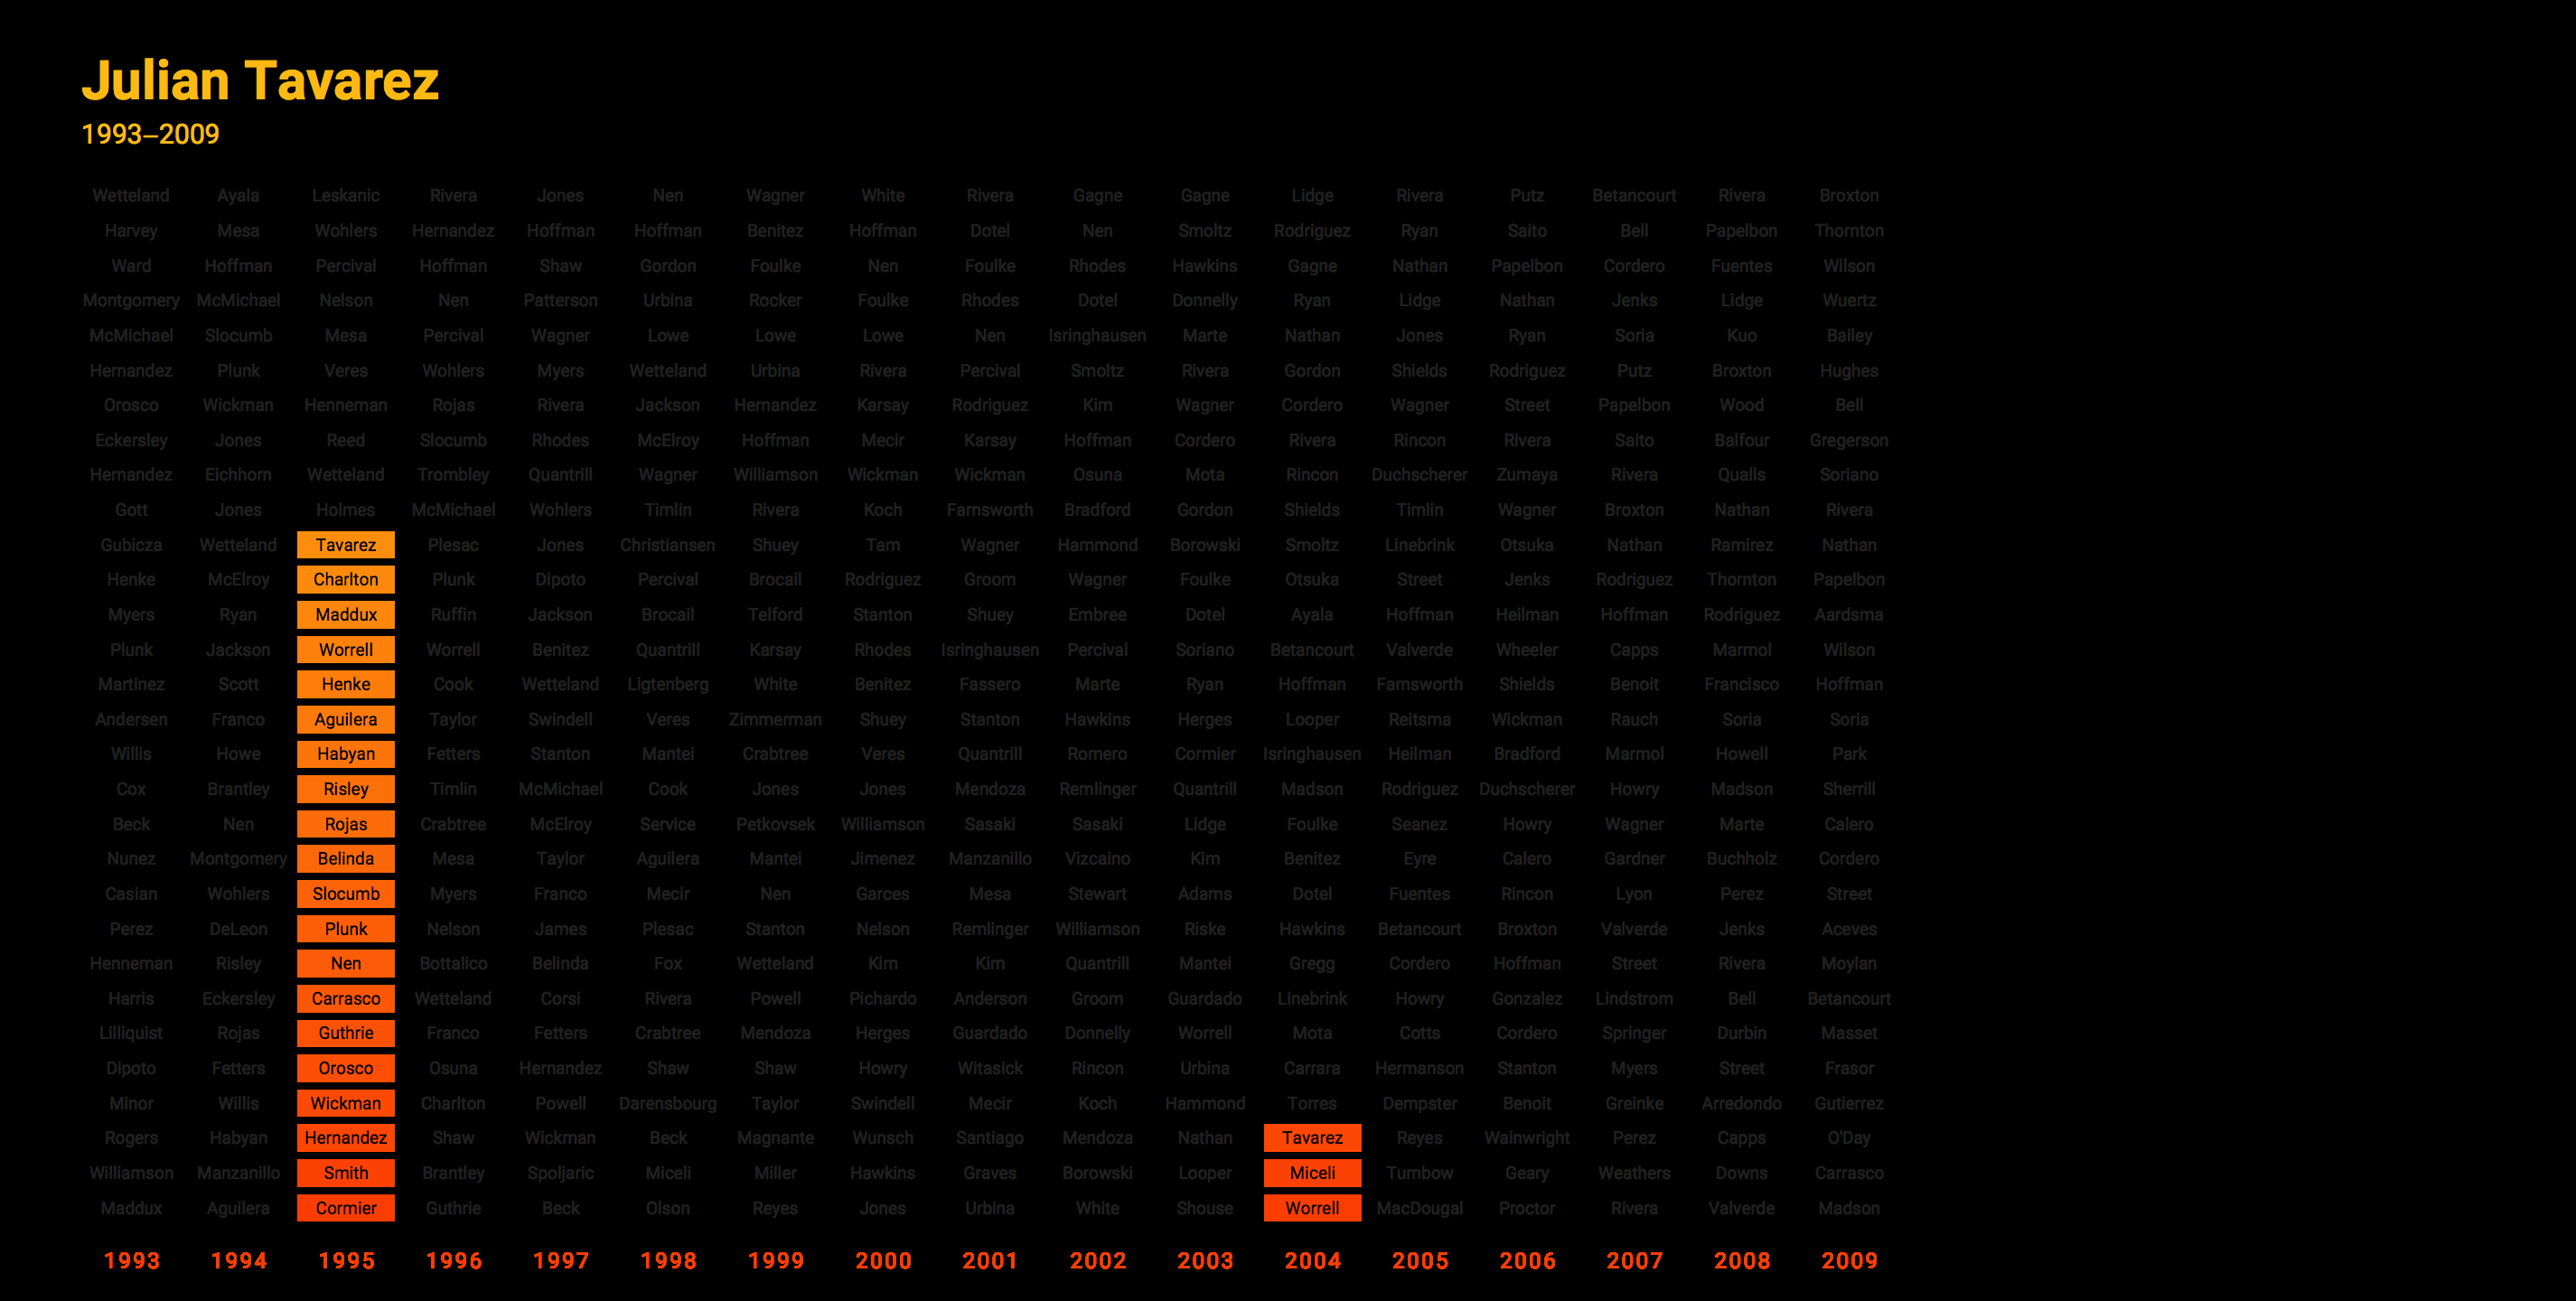 Julian Tavarez
1993–2009
Wetteland Ayala Leskanic Rivera Jones Nen Wagner White Rivera Gagne Gagne Lidge Rivera Putz Betancourt Rivera Broxton
Harvey Mesa Wohlers Hernandez Hoffman Hoffman Benitez Hoffman Dotel Nen Smoltz Rodriguez Ryan Saito Bell Papelbon Thornton
Ward Hoffman Percival Hoffman Shaw Gordon Foulke Nen Foulke Rhodes Hawkins Gagne Nathan Papelbon Cordero Fuentes Wilson
Montgomery McMichael Nelson Nen Patterson Urbina Rocker Foulke Rhodes Dotel Donnelly Ryan Lidge Nathan Jenks Lidge Wuertz
McMichael Slocumb Mesa Percival Wagner Lowe Lowe Lowe Nen Isringhausen Marte Nathan Jones Ryan Soria Kuo Bailey
Hernandez Plunk Veres Wohlers Myers Wetteland Urbina Rivera Percival Smoltz Rivera Gordon Shields Rodriguez Putz Broxton Hughes
Orosco Wickman Henneman Rojas Rivera Jackson Hernandez Karsay Rodriguez Kim Wagner Cordero Wagner Street Papelbon Wood Bell
Eckersley Jones Reed Slocumb Rhodes McElroy Hoffman Mecir Karsay Hoffman Cordero Rivera Rincon Rivera Saito Balfour Gregerson
Hernandez Eichhorn Wetteland Trombley Quantrill Wagner Williamson Wickman Wickman Osuna Mota Rincon Duchscherer Zumaya Rivera Qualls Soriano
Gott Jones Holmes McMichael Wohlers Timlin Rivera Koch Farnsworth Bradford Gordon Shields Timlin Wagner Broxton Nathan Rivera
Gubicza Wetteland Tavarez Plesac Jones Christiansen Shuey Tam Wagner Hammond Borowski Smoltz Linebrink Otsuka Nathan Ramirez Nathan
Henke McElroy Charlton Plunk Dipoto Percival Brocail Rodriguez Groom Wagner Foulke Otsuka Street Jenks Rodriguez Thornton Papelbon
Myers Ryan Maddux Ruffin Jackson Brocail Telford Stanton Shuey Embree Dotel Ayala Hoffman Heilman Hoffman Rodriguez Aardsma
Plunk Jackson Worrell Worrell Benitez Quantrill Karsay Rhodes Isringhausen Percival Soriano Betancourt Valverde Wheeler Capps Marmol Wilson
Martinez Scott Henke Cook Wetteland Ligtenberg White Benitez Fassero Marte Ryan Hoffman Farnsworth Shields Benoit Francisco Hoffman
Andersen Franco Aguilera Taylor Swindell Veres Zimmerman Shuey Stanton Hawkins Herges Looper Reitsma Wickman Rauch Soria Soria
Willis Howe Habyan Fetters Stanton Mantei Crabtree Veres Quantrill Romero Cormier Isringhausen Heilman Bradford Marmol Howell Park
Cox Brantley Risley Timlin McMichael Cook Jones Jones Mendoza Remlinger Quantrill Madson Rodriguez Duchscherer Howry Madson Sherrill
Beck Nen Rojas Crabtree McElroy Service Petkovsek Williamson Sasaki Sasaki Lidge Foulke Seanez Howry Wagner Marte Calero
Nunez Montgomery Belinda Mesa Taylor Aguilera Mantei Jimenez Manzanillo Vizcaino Kim Benitez Eyre Calero Gardner Buchholz Cordero
Casian Wohlers Slocumb Myers Franco Mecir Nen Garces Mesa Stewart Adams Dotel Fuentes Rincon Lyon Perez Street
Perez DeLeon Plunk Nelson James Plesac Stanton Nelson Remlinger Williamson Riske Hawkins Betancourt Broxton Valverde Jenks Aceves
Henneman Risley Nen Bottalico Belinda Fox Wetteland Kim Kim Quantrill Mantei Gregg Cordero Hoffman Street Rivera Moylan
Harris Eckersley Carrasco Wetteland Corsi Rivera Powell Pichardo Anderson Groom Guardado Linebrink Howry Gonzalez Lindstrom Bell Betancourt
Lilliquist Rojas Guthrie Franco Fetters Crabtree Mendoza Herges Guardado Donnelly Worrell Mota Cotts Cordero Springer Durbin Masset
Dipoto Fetters Orosco Osuna Hernandez Shaw Shaw Howry Witasick Rincon Urbina Carrara Hermanson Stanton Myers Street Frasor
Minor Willis Wickman Charlton Powell Darensbourg Taylor Swindell Mecir Koch Hammond Torres Dempster Benoit Greinke Arredondo Gutierrez
Rogers Habyan Hernandez Shaw Wickman Beck Magnante Wunsch Santiago Mendoza Nathan Tavarez Reyes Wainwright Perez Capps O'Day
Williamson Manzanillo Smith Brantley Spoljaric Miceli Miller Hawkins Graves Borowski Looper Miceli Turnbow Geary Weathers Downs Carrasco
Maddux Aguilera Cormier Guthrie Beck Olson Reyes Jones Urbina White Shouse Worrell MacDougal Proctor Rivera Valverde Madson
1993 1994 1995 1996 1997 1998 1999 2000 2001 2002 2003 2004 2005 2006 2007 2008 2009